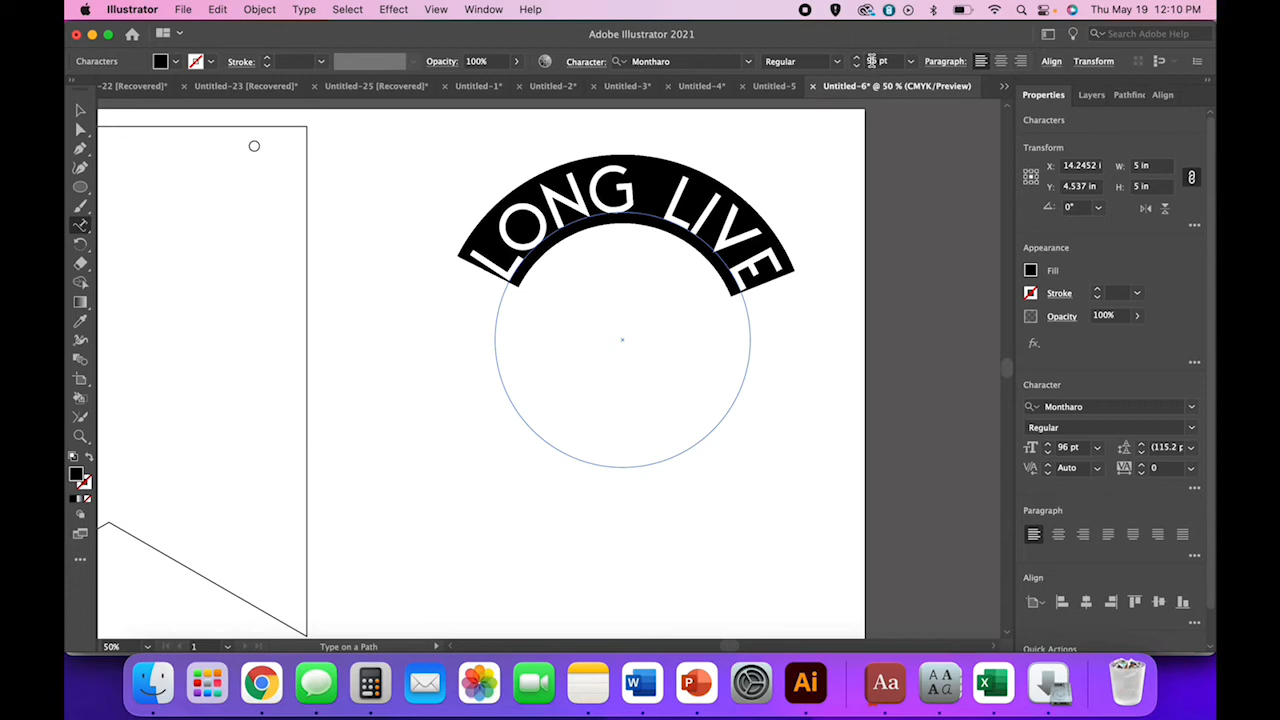 Illustrator File Edit Object Type Select Effect View Window Help Thu May 19 12:10 PM
Adobe Illustrator 2021 Search Adobe Help
Characters Stroke: Opacity: 100% Character: Montharo Regular pt Paragraph: Align Transform
-22 [Recovered]* × Untitled-23 [Recovered]* × Untitled-25 [Recovered]* × Untitled-1* × Untitled-2* × Untitled-3* × Untitled-4* × Untitled-5 × Untitled-6* @ 50 % (CMYK/Preview)
Properties Layers Pathfinc Align
Characters
Transform
X: 14.2452 i W: 5 in
Y: 4.537 in H: 5 in
0°
Appearance
Fill
Stroke
Opacity 100%
fx.
Character
Montharo
Regular
96 pt (115.2 p
Auto 0
Paragraph
Align
Quick Actions
LONG LIVE
50% 1 Type on a Path